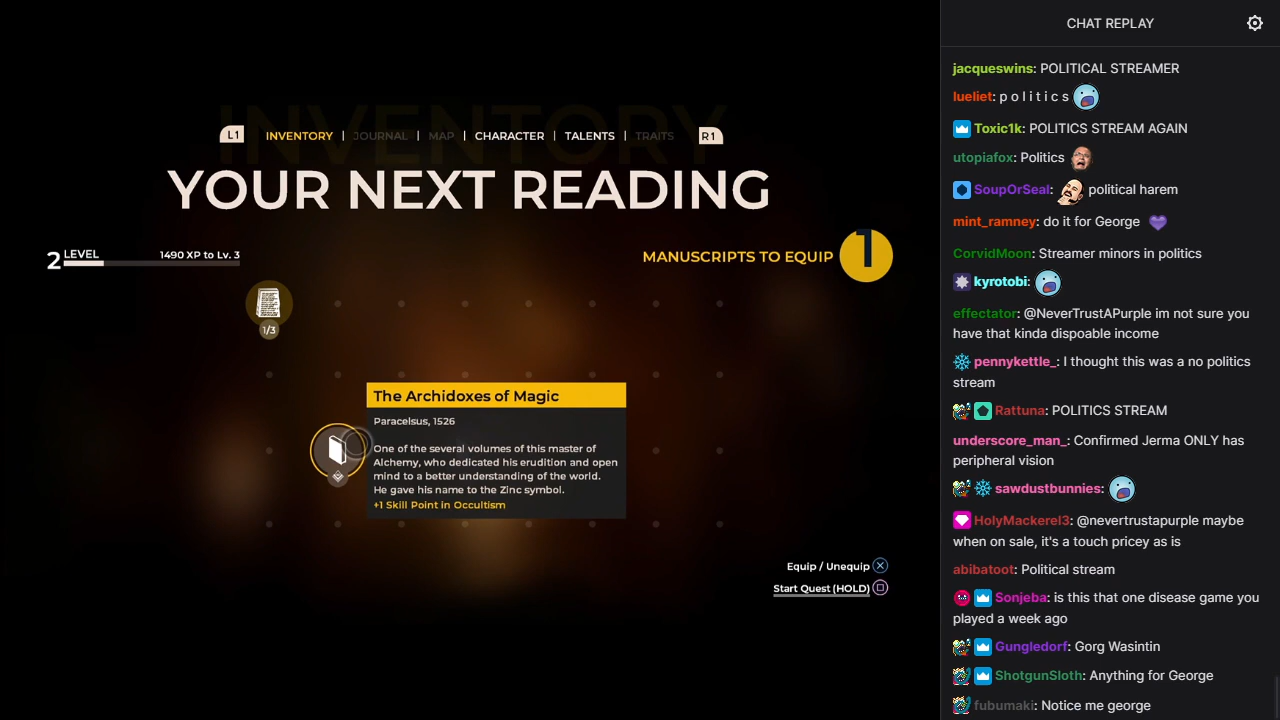 CHAT REPLAY
INVENTORY
L1 INVENTORY | JOURNAL | MAP | CHARACTER | TALENTS | TRAITS R1
YOUR NEXT READING
2 LEVEL 1490 XP to Lv. 3
MANUSCRIPTS TO EQUIP 1
1/3
The Archidoxes of Magic
Paracelsus, 1526
One of the several volumes of this master of
Alchemy, who dedicated his erudition and open
mind to a better understanding of the world.
He gave his name to the Zinc symbol.
+1 Skill Point in Occultism
Equip / Unequip
Start Quest (HOLD)
jacqueswins: POLITICAL STREAMER
lueliet: p o l i t i c s
Toxic1k: POLITICS STREAM AGAIN
utopiafox: Politics
SoupOrSeal: political harem
mint_ramney: do it for George
CorvidMoon: Streamer minors in politics
kyrotobi:
effectator: @NeverTrustAPurple im not sure you
have that kinda dispoable income
pennykettle_: I thought this was a no politics
stream
Rattuna: POLITICS STREAM
underscore_man_: Confirmed Jerma ONLY has
peripheral vision
sawdustbunnies:
HolyMackerel3: @nevertrustapurple maybe
when on sale, it's a touch pricey as is
abibatoot: Political stream
Sonjeba: is this that one disease game you
played a week ago
Gungledorf: Gorg Wasintin
ShotgunSloth: Anything for George
fubumaki: Notice me george